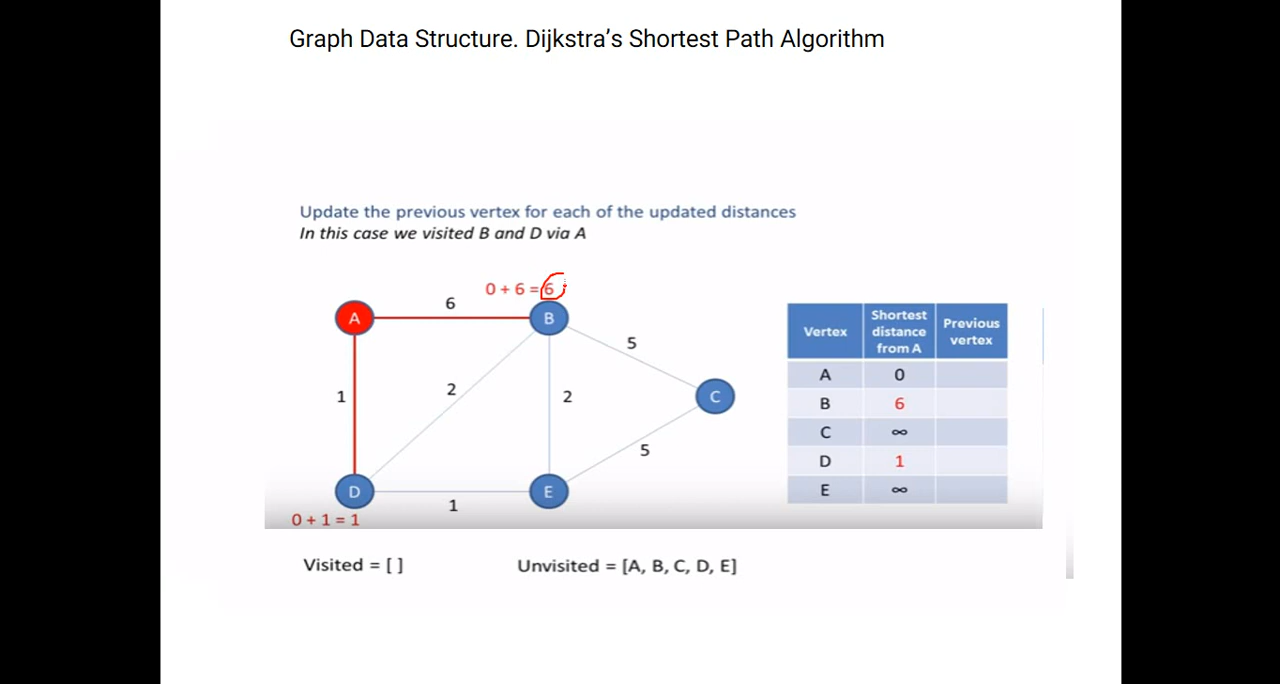 Graph Data Structure. Dijkstra’s Shortest Path Algorithm
Update the previous vertex for each of the updated distances
In this case we visited B and D via A
0 + 6 = 6
6
A
B
5
1
2
2
C
5
D
E
1
0 + 1 = 1
Vertex Shortest distance from A Previous vertex
A 0
B 6
C ∞
D 1
E ∞
Visited = [ ]
Unvisited = [A, B, C, D, E]